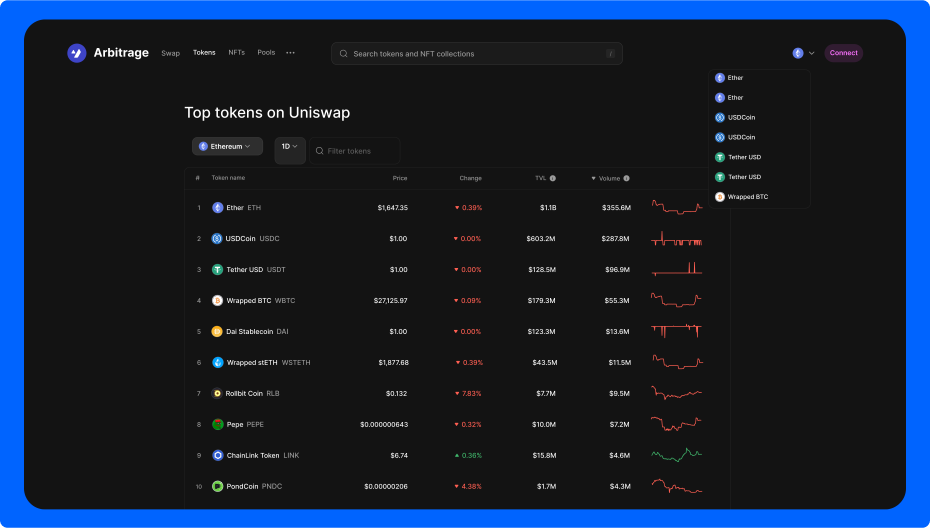 Arbitrage Swap Tokens NFTs Pools ••• Search tokens and NFT collections / Connect
Ether
Ether
USDCoin
USDCoin
Tether USD
Tether USD
Wrapped BTC
Top tokens on Uniswap
Ethereum 1D Filter tokens
# Token name Price Change TVL Volume
1 Ether ETH $1,647.35 0.39% $1.1B $355.6M
2 USDCoin USDC $1.00 0.00% $603.2M $287.8M
3 Tether USD USDT $1.00 0.00% $128.5M $96.9M
4 Wrapped BTC WBTC $27,125.97 0.09% $179.3M $55.3M
5 Dai Stablecoin DAI $1.00 0.00% $123.3M $13.6M
6 Wrapped stETH WSTETH $1,877.68 0.39% $43.5M $11.5M
7 Rollbit Coin RLB $0.132 7.83% $7.7M $9.5M
8 Pepe PEPE $0.000000643 0.32% $10.0M $7.2M
9 ChainLink Token LINK $6.74 0.36% $15.8M $4.6M
10 PondCoin PNDC $0.00000206 4.38% $1.7M $4.3M